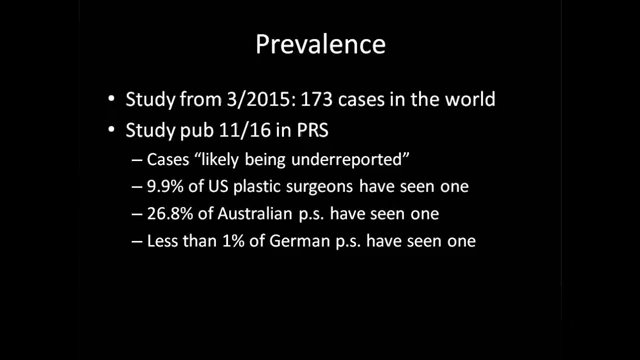 Prevalence
• Study from 3/2015: 173 cases in the world
• Study pub 11/16 in PRS
– Cases “likely being underreported”
– 9.9% of US plastic surgeons have seen one
– 26.8% of Australian p.s. have seen one
– Less than 1% of German p.s. have seen one